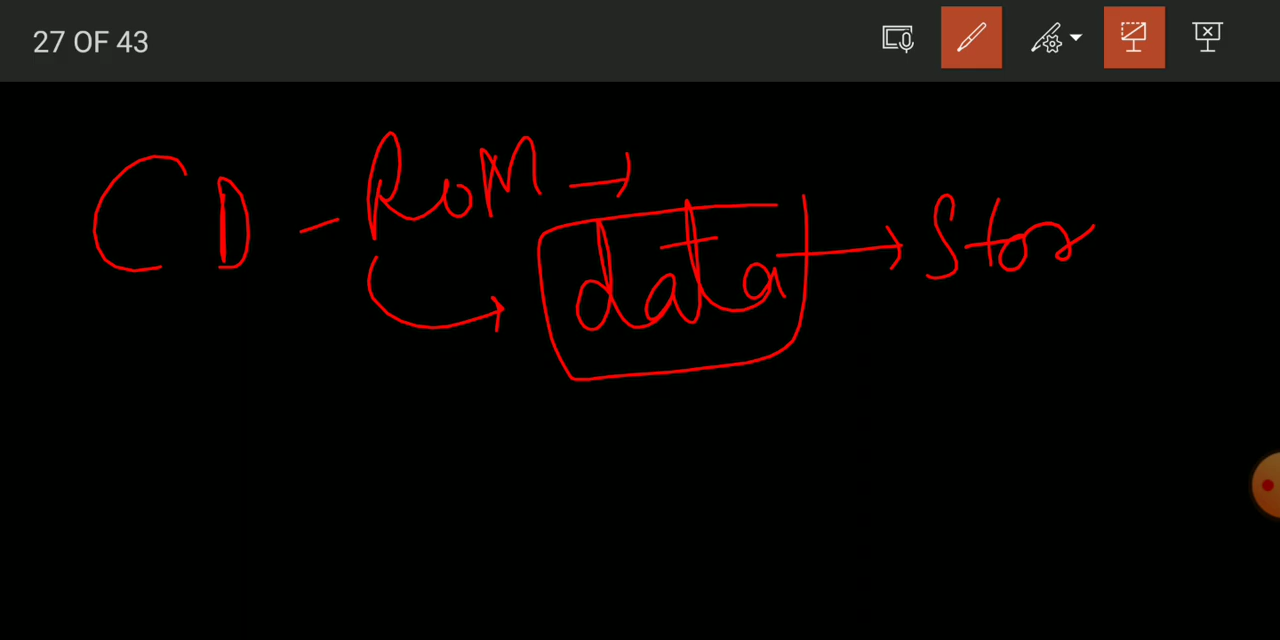 27 OF 43
CD - RoM →
data → Stor